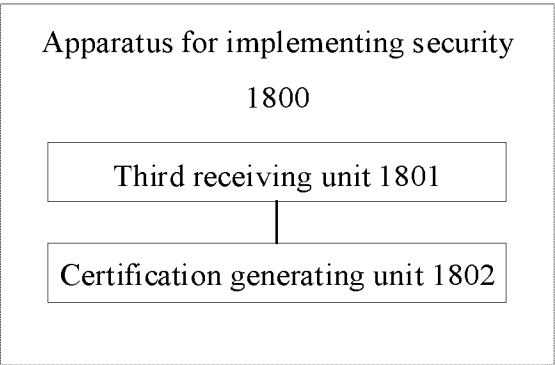 Apparatus for implementing security
1800
Third receiving unit 1801
Certification generating unit 1802